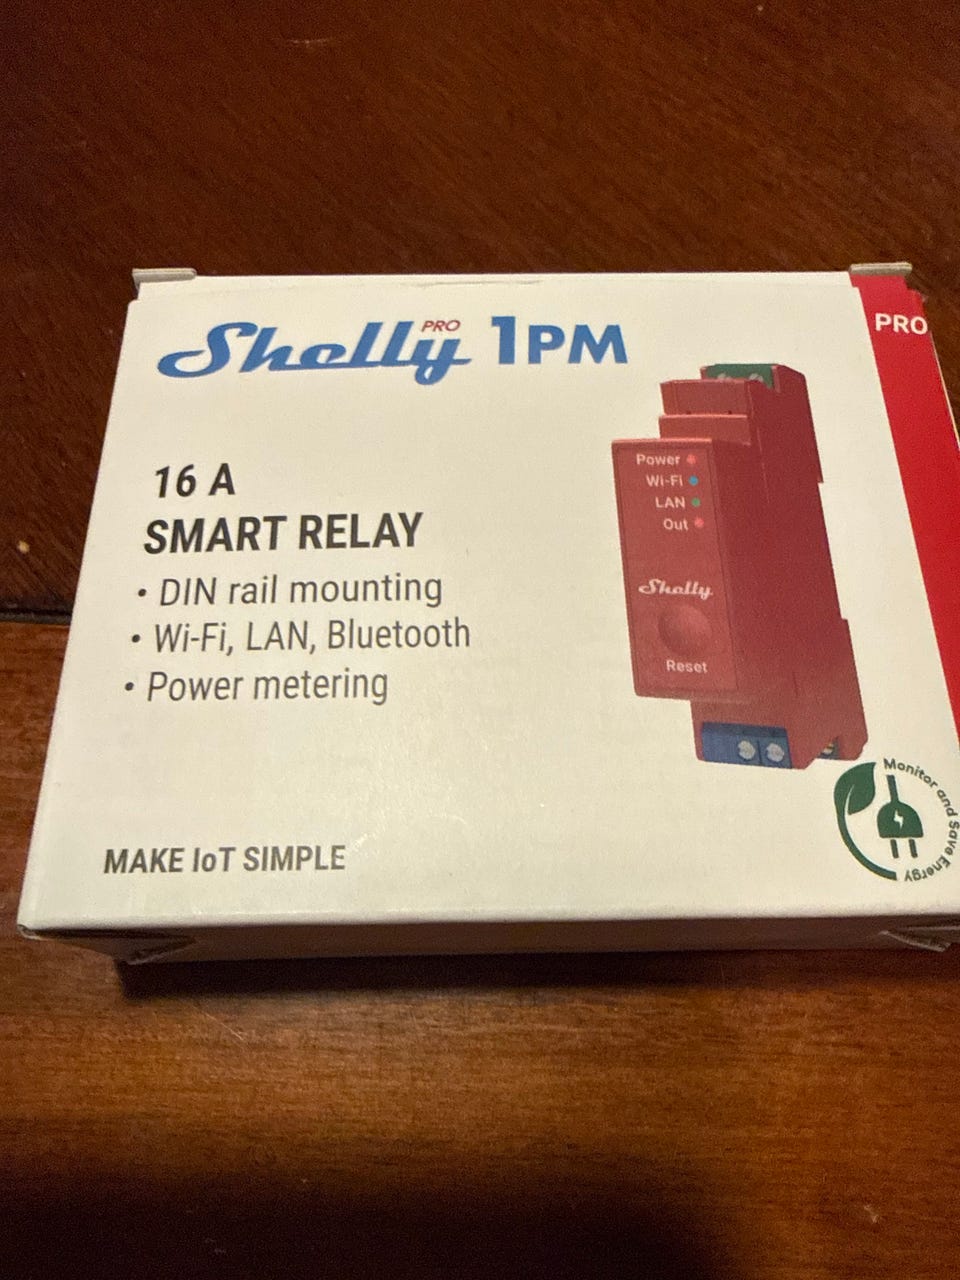 Shelly PRO 1PM
PRO
16 A
SMART RELAY
• DIN rail mounting
• Wi-Fi, LAN, Bluetooth
• Power metering
Power
Wi-Fi
LAN
Out
Shelly
Reset
Monitor and Save Energy
MAKE IoT SIMPLE